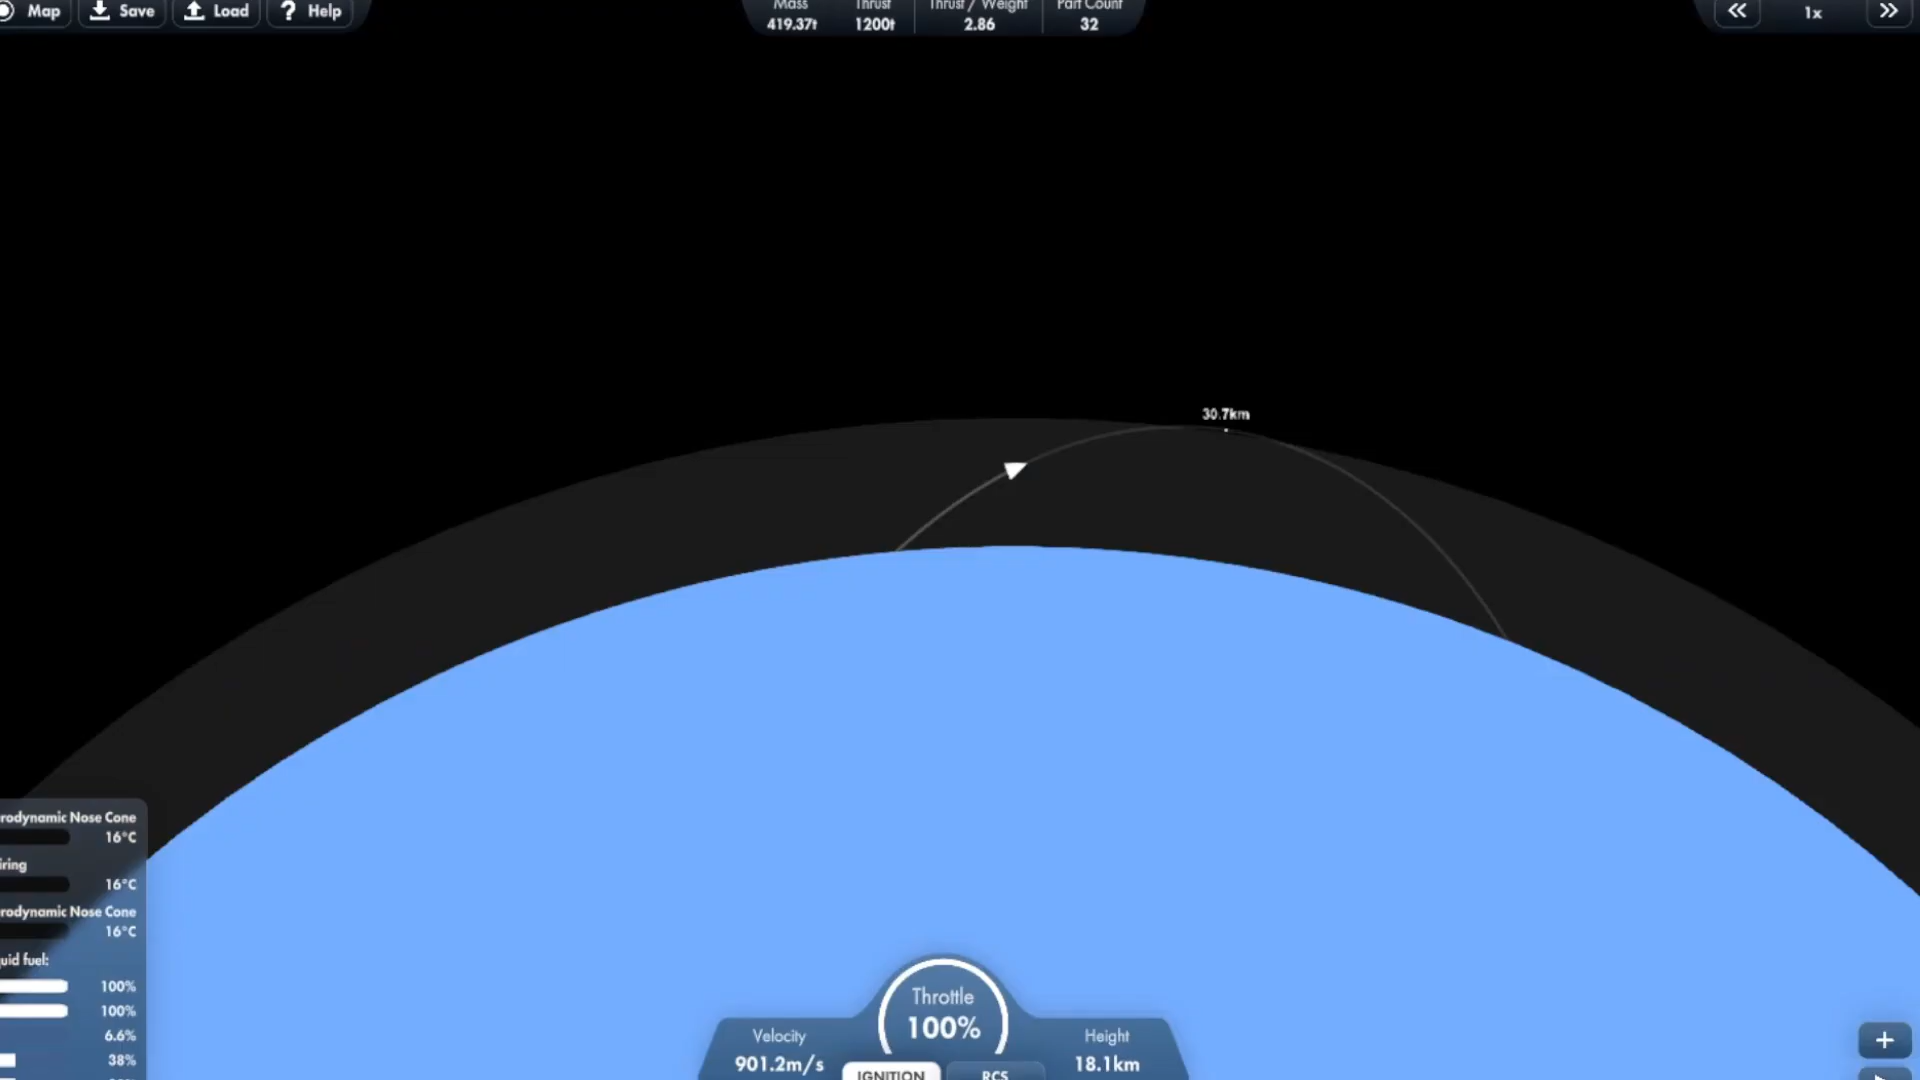 Map Save Load ? Help
Mass Thrust Thrust / Weight Part Count
419.37t 1200t 2.86 32
1x
30.7km
rodynamic Nose Cone
16°C
iring
16°C
rodynamic Nose Cone
16°C
quid fuel:
100%
100%
6.6%
38%
Throttle
100%
Velocity Height
901.2m/s 18.1km
IGNITION RCS
+